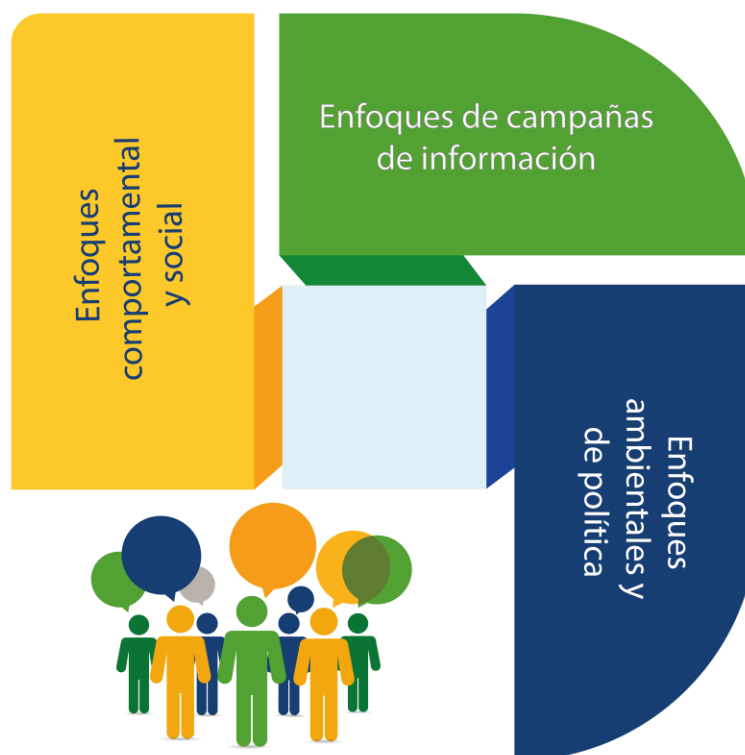 Enfoques
comportamental
y social
Enfoques de campañas
de información
Enfoques
ambientales y
de política